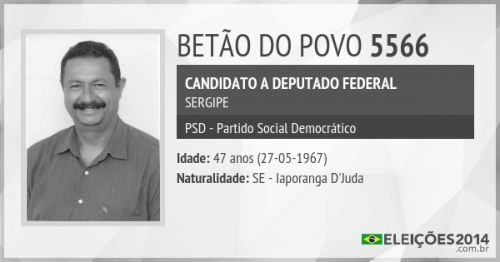 BETÃO DO POVO 5566
CANDIDATO A DEPUTADO FEDERAL
SERGIPE
PSD - Partido Social Democrático
Idade: 47 anos (27-05-1967)
Naturalidade: SE - Iaporanga D'Juda
ELEIÇÕES2014
.com.br